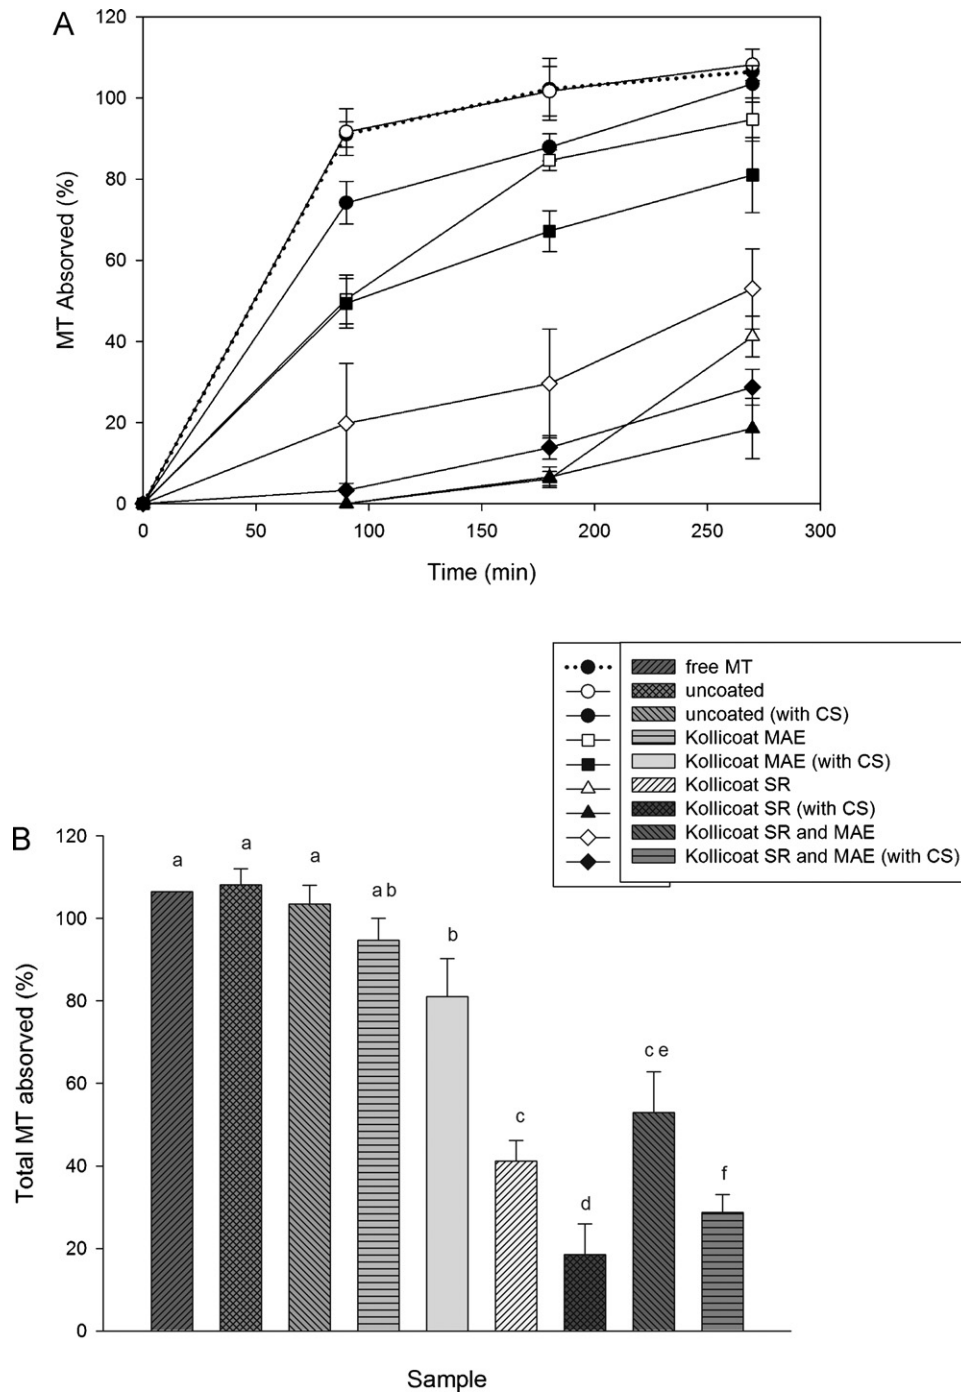 A
120
100
80
60
40
20
0
MT Absorved (%)
0 50 100 150 200 250 300
Time (min)
free MT
uncoated
uncoated (with CS)
Kollicoat MAE
Kollicoat MAE (with CS)
Kollicoat SR
Kollicoat SR (with CS)
Kollicoat SR and MAE
Kollicoat SR and MAE (with CS)
B
120
100
80
60
40
20
0
Total MT absorved (%)
a a a a b b c d c e f
Sample